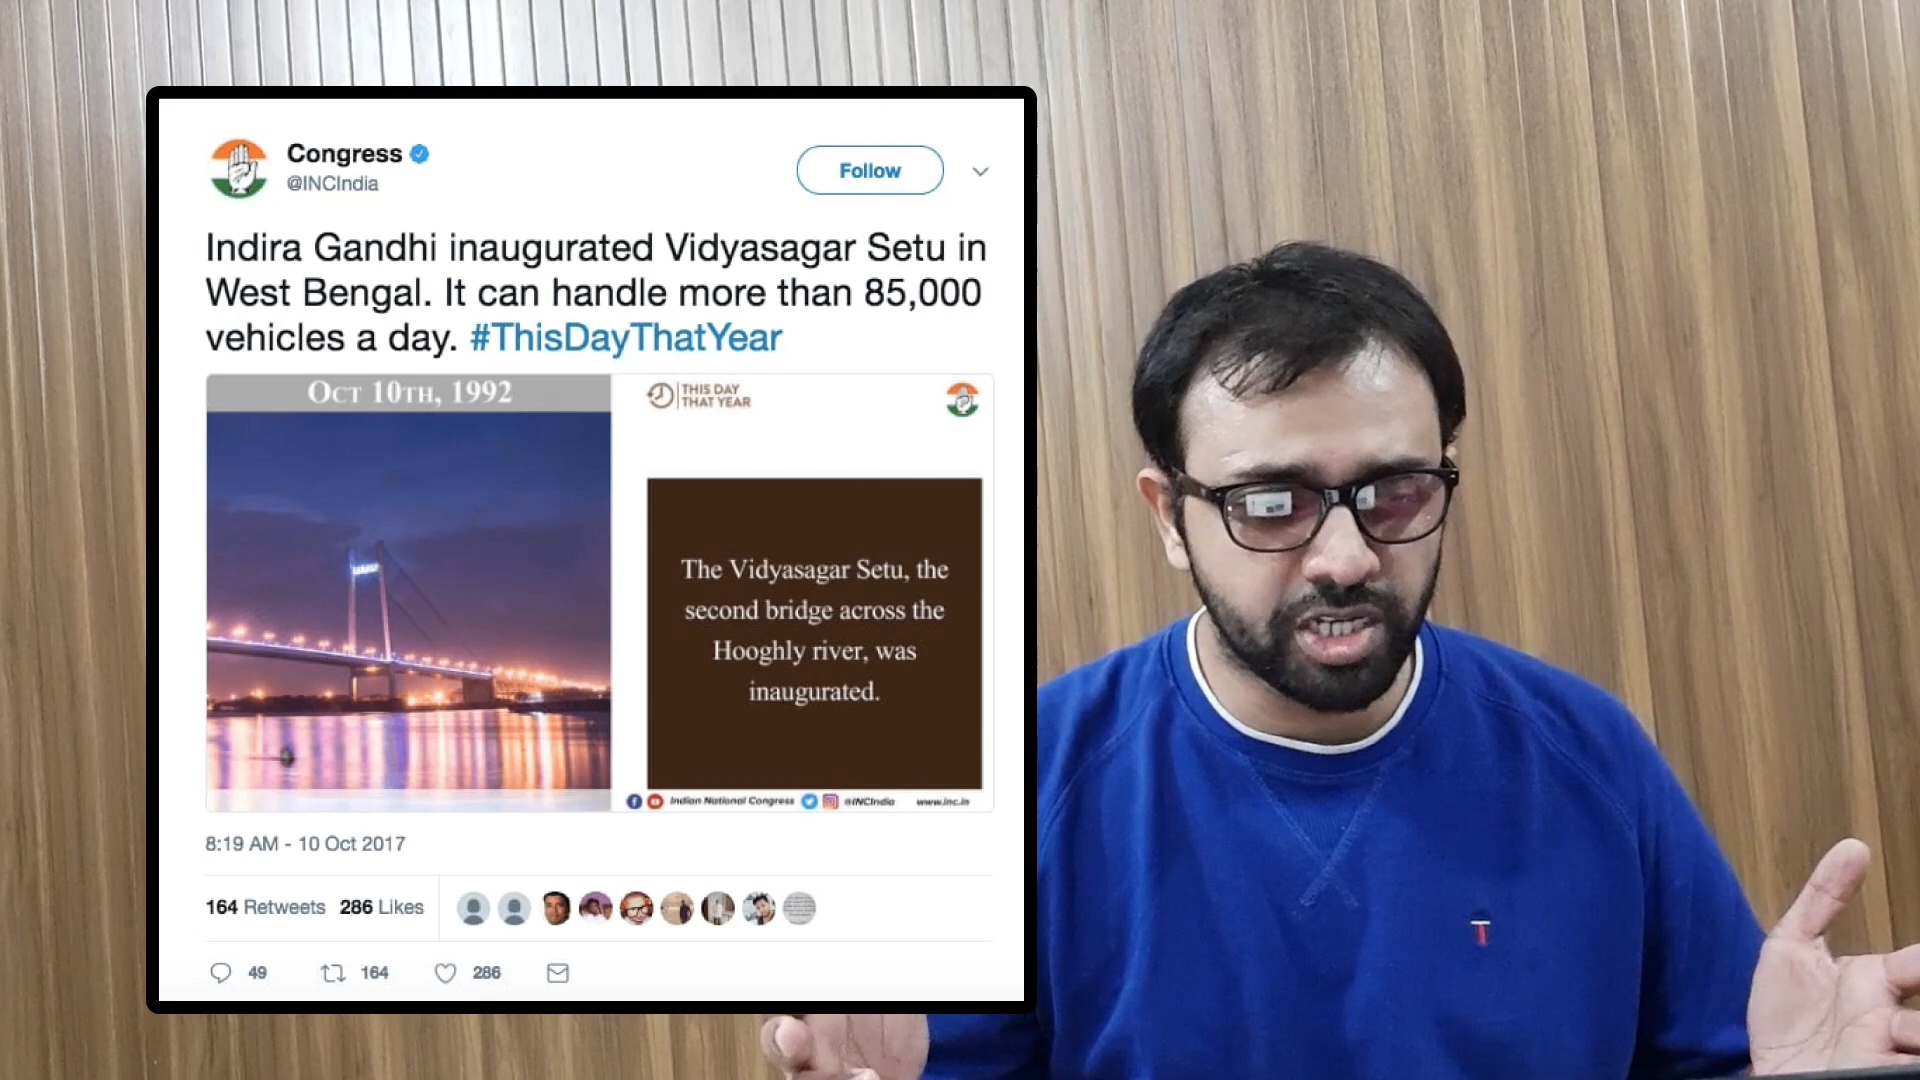 Congress
@INCIndia
Follow
Indira Gandhi inaugurated Vidyasagar Setu in
West Bengal. It can handle more than 85,000
vehicles a day. #ThisDayThatYear
OCT 10TH, 1992
THIS DAY
THAT YEAR
The Vidyasagar Setu, the
second bridge across the
Hooghly river, was
inaugurated.
Indian National Congress @INCIndia www.inc.in
8:19 AM - 10 Oct 2017
164 Retweets 286 Likes
49 164 286